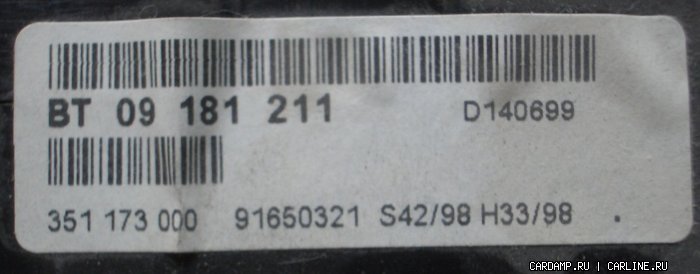 BT 09 181 211 D140699
351 173 000 91650321 S42/98 H33/98 .
CARDAMP.RU | CARLINE.RU